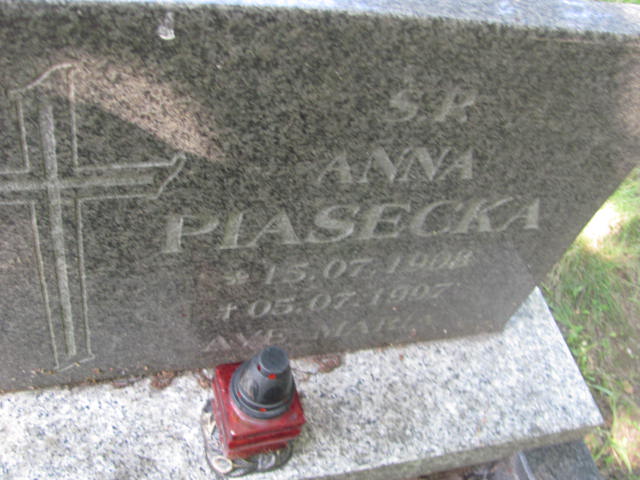 Ś.P.
ANNA
PIASECKA
* 15.07.1908
✝ 05.07.1997
AVE MARIA